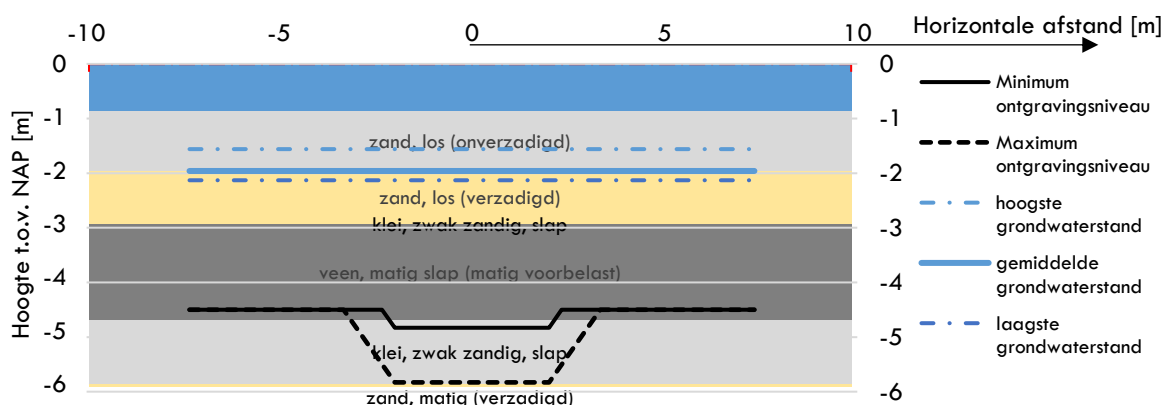 Horizontale afstand [m]
-10 -5 0 5 10
Hoogte t.o.v. NAP [m]
0 0
-1 -1
-2 -2
-3 -3
-4 -4
-5 -5
-6 -6
zand, los (onverzadigd)
zand, los (verzadigd)
klei, zwak zandig, slap
veen, matig slap (matig voorbelast)
klei, zwak zandig, slap
zand, matig (verzadigd)
Minimum
ontgravingsniveau
Maximum
ontgravingsniveau
hoogste
grondwaterstand
gemiddelde
grondwaterstand
laagste
grondwaterstand